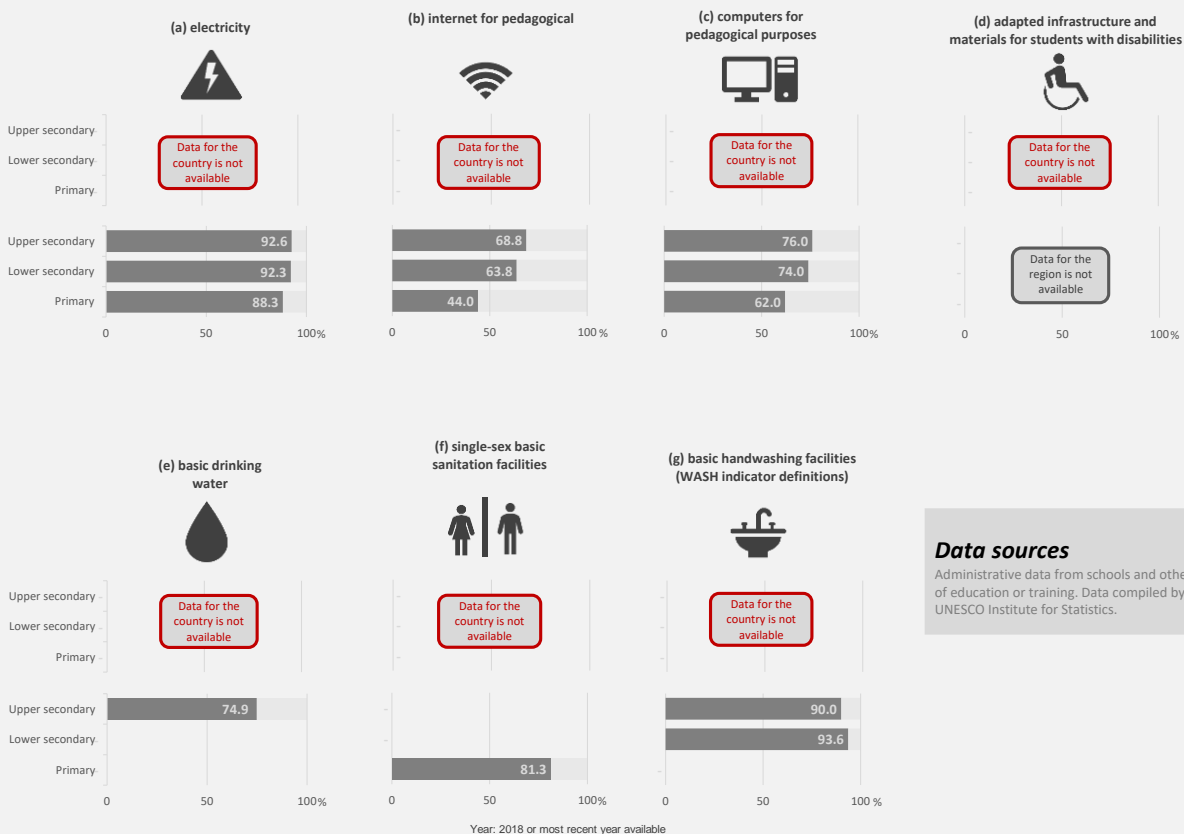 (a) electricity
(b) internet for pedagogical
(c) computers for
pedagogical purposes
(d) adapted infrastructure and
materials for students with disabilities
Upper secondary
Lower secondary
Primary
Data for the
country is not
available
Data for the
country is not
available
Data for the
country is not
available
Data for the
country is not
available
Upper secondary
Lower secondary
Primary
92.6
92.3
88.3
0 50 100%
68.8
63.8
44.0
0 50 100%
76.0
74.0
62.0
0 50 100%
Data for the
region is not
available
0 50 100%
(e) basic drinking
water
(f) single-sex basic
sanitation facilities
(g) basic handwashing facilities
(WASH indicator definitions)
Upper secondary
Lower secondary
Primary
Data for the
country is not
available
Data for the
country is not
available
Data for the
country is not
available
Upper secondary
Lower secondary
Primary
74.9
0 50 100%
81.3
0 50 100%
90.0
93.6
0 50 100 %
Data sources
Administrative data from schools and othe
of education or training. Data compiled by
UNESCO Institute for Statistics.
Year: 2018 or most recent year available